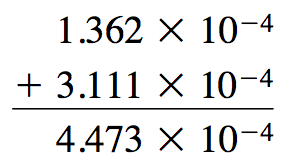 1.362 × 10⁻⁴
+ 3.111 × 10⁻⁴
4.473 × 10⁻⁴